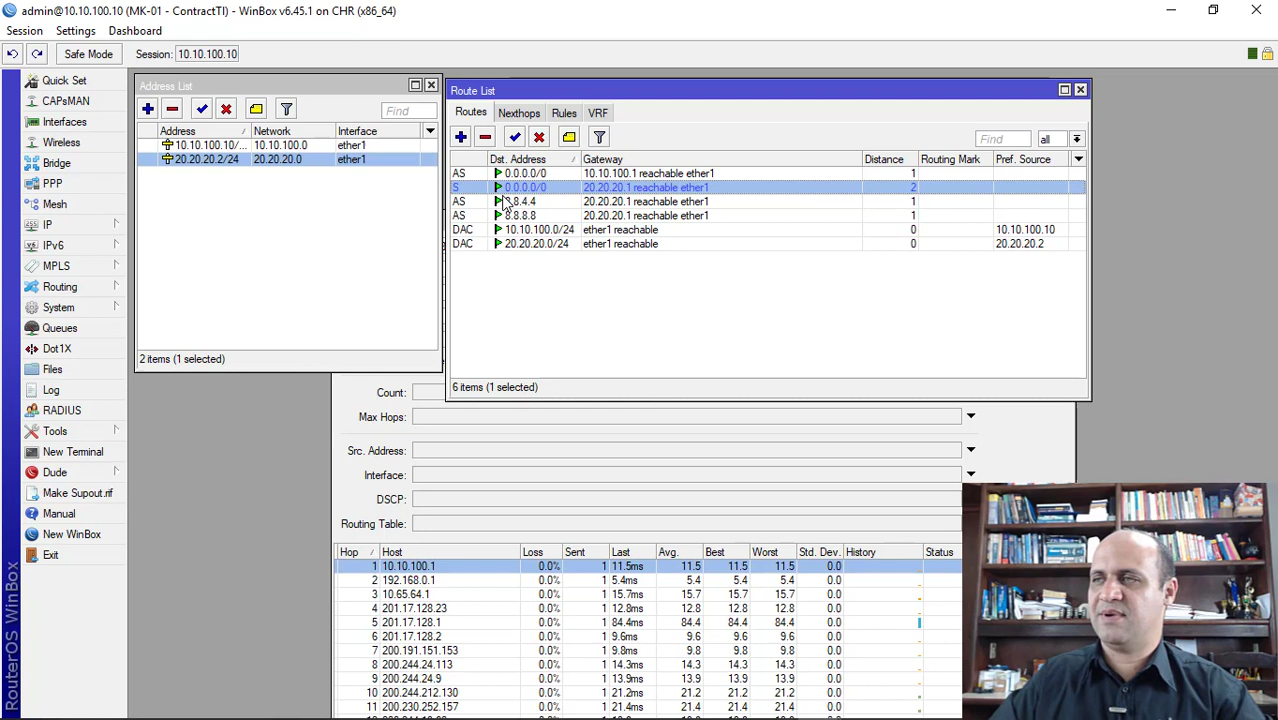 admin@10.10.100.10 (MK-01 - ContractTI) - WinBox v6.45.1 on CHR (x86_64)
Session Settings Dashboard
Safe Mode Session: 10.10.100.10
Quick Set
CAPsMAN
Interfaces
Wireless
Bridge
PPP
Mesh
IP
IPv6
MPLS
Routing
System
Queues
Dot1X
Files
Log
RADIUS
Tools
New Terminal
Dude
Make Supout.rif
Manual
New WinBox
Exit
RouterOS WinBox
Address List
Find
Address Network Interface
10.10.100.10/... 10.10.100.0 ether1
20.20.20.2/24 20.20.20.0 ether1
2 items (1 selected)
Route List
Routes Nexthops Rules VRF
Find all
Dst. Address Gateway Distance Routing Mark Pref. Source
AS 0.0.0.0/0 10.10.100.1 reachable ether1 1
S 0.0.0.0/0 20.20.20.1 reachable ether1 2
AS 8.8.4.4 20.20.20.1 reachable ether1 1
AS 8.8.8.8 20.20.20.1 reachable ether1 1
DAC 10.10.100.0/24 ether1 reachable 0 10.10.100.10
DAC 20.20.20.0/24 ether1 reachable 0 20.20.20.2
6 items (1 selected)
Count:
Max Hops:
Src. Address:
Interface:
DSCP:
Routing Table:
Hop Host Loss Sent Last Avg. Best Worst Std. Dev. History Status
1 10.10.100.1 0.0% 1 11.5ms 11.5 11.5 11.5 0.0
2 192.168.0.1 0.0% 1 5.4ms 5.4 5.4 5.4 0.0
3 10.65.64.1 0.0% 1 15.7ms 15.7 15.7 15.7 0.0
4 201.17.128.23 0.0% 1 12.8ms 12.8 12.8 12.8 0.0
5 201.17.128.1 0.0% 1 84.4ms 84.4 84.4 84.4 0.0
6 201.17.128.2 0.0% 1 9.6ms 9.6 9.6 9.6 0.0
7 200.191.151.153 0.0% 1 9.8ms 9.8 9.8 9.8 0.0
8 200.244.24.113 0.0% 1 14.3ms 14.3 14.3 14.3 0.0
9 200.244.24.9 0.0% 1 13.9ms 13.9 13.9 13.9 0.0
10 200.244.212.130 0.0% 1 21.2ms 21.2 21.2 21.2 0.0
11 200.230.252.157 0.0% 1 21.4ms 21.4 21.4 21.4 0.0